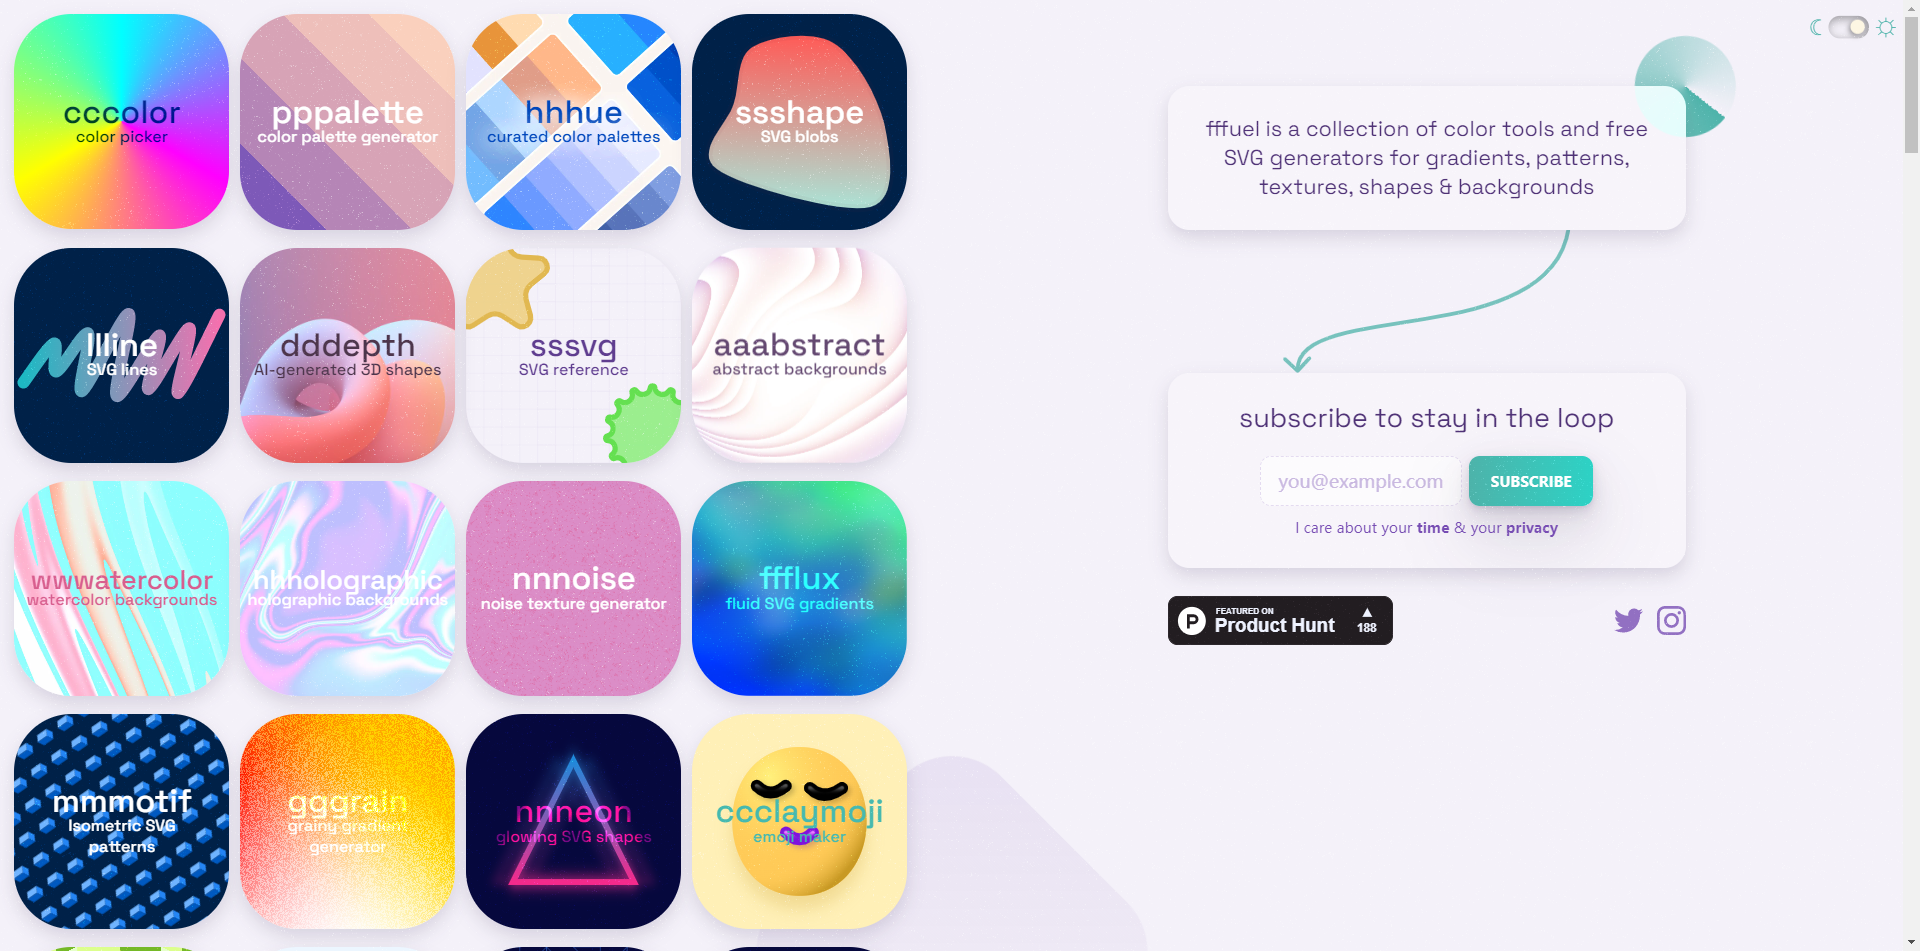 cccolor
color picker
pppalette
color palette generator
hhhue
curated color palettes
ssshape
SVG blobs
llline
SVG lines
dddepth
AI-generated 3D shapes
sssvg
SVG reference
aaabstract
abstract backgrounds
wwwatercolor
watercolor backgrounds
hhholographic
holographic backgrounds
nnnoise
noise texture generator
ffflux
fluid SVG gradients
mmmotif
Isometric SVG
patterns
gggrain
grainy gradient
generator
nnneon
glowing SVG shapes
ccclaymoji
emoji maker
fffuel is a collection of color tools and free
SVG generators for gradients, patterns,
textures, shapes & backgrounds
subscribe to stay in the loop
you@example.com
SUBSCRIBE
I care about your time & your privacy
FEATURED ON
Product Hunt
188